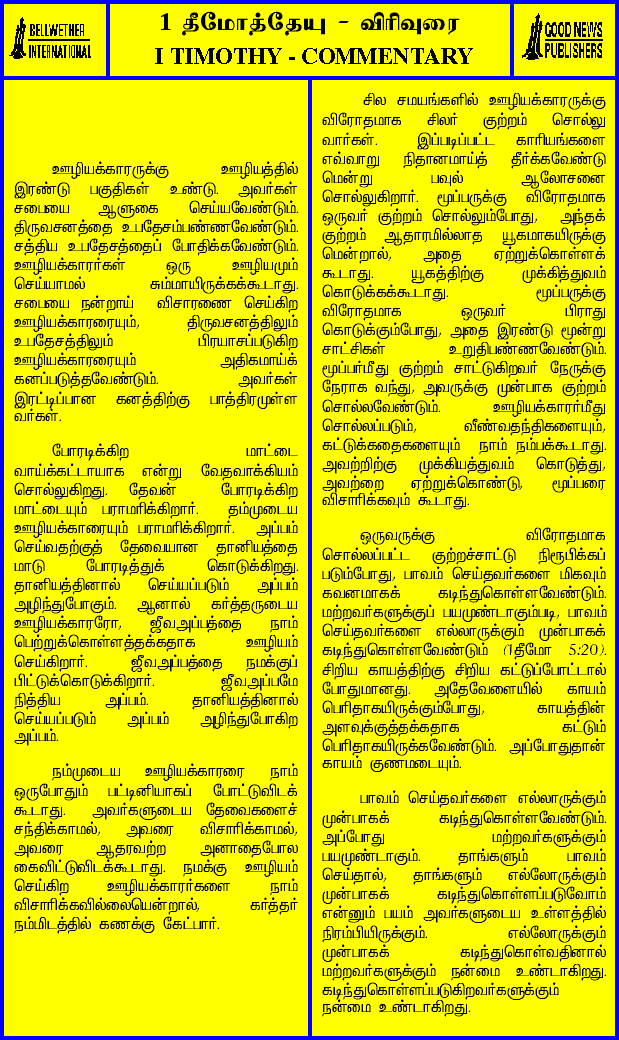 BELLWETHER
INTERNATIONAL
1 தீமோத்தேயு - விரிவுரை
I TIMOTHY - COMMENTARY
GOOD NEWS
PUBLISHERS
ஊழியக்காரருக்கு ஊழியத்தில்
இரண்டு பகுதிகள் உண்டு. அவர்கள்
சபையை ஆளுகை செய்யவேண்டும்.
திருவசனத்தை உபதேசம்பண்ணவேண்டும்.
சத்திய உபதேசத்தைப் போதிக்கவேண்டும்.
ஊழியக்காரர்கள் ஒரு ஊழியமும்
செய்யாமல் சும்மாயிருக்கக்கூடாது.
சபையை நன்றாய் விசாரணை செய்கிற
ஊழியக்காரரையும், திருவசனத்திலும்
உபதேசத்திலும் பிரயாசப்படுகிற
ஊழியக்காரரையும் அதிகமாய்க்
கனப்படுத்தவேண்டும். அவர்கள்
இரட்டிப்பான கனத்திற்கு பாத்திரமுள்ள
வர்கள்.
போரடிக்கிற மாட்டை
வாய்க்கட்டாயாக என்று வேதவாக்கியம்
சொல்லுகிறது. தேவன் போரடிக்கிற
மாட்டையும் பராமரிக்கிறார். தம்முடைய
ஊழியக்காரையும் பராமரிக்கிறார். அப்பம்
செய்வதற்குத் தேவையான தானியத்தை
மாடு போரடித்துக் கொடுக்கிறது.
தானியத்தினால் செய்யப்படும் அப்பம்
அழிந்துபோகும். ஆனால் கர்த்தருடைய
ஊழியக்காரரோ, ஜீவஅப்பத்தை நாம்
பெற்றுக்கொள்ளத்தக்கதாக ஊழியம்
செய்கிறார். ஜீவஅப்பத்தை நமக்குப்
பிட்டுக்கொடுக்கிறார். ஜீவஅப்பமே
நித்திய அப்பம். தானியத்தினால்
செய்யப்படும் அப்பம் அழிந்துபோகிற
அப்பம்.
நம்முடைய ஊழியக்காரரை நாம்
ஒருபோதும் பட்டினியாகப் போட்டுவிடக்
கூடாது. அவர்களுடைய தேவைகளைச்
சந்திக்காமல், அவரை விசாரிக்காமல்,
அவரை ஆதரவற்ற அனாதைபோல
கைவிட்டுவிடக்கூடாது. நமக்கு ஊழியம்
செய்கிற ஊழியக்காரர்களை நாம்
விசாரிக்கவில்லையென்றால், கர்த்தர்
நம்மிடத்தில் கணக்கு கேட்பார்.
சில சமயங்களில் ஊழியக்காரருக்கு
விரோதமாக சிலர் குற்றம் சொல்லு
வார்கள். இப்படிப்பட்ட காரியங்களை
எவ்வாறு நிதானமாய்த் தீர்க்கவேண்டு
மென்று பவுல் ஆலோசனை
சொல்லுகிறார். மூப்பருக்கு விரோதமாக
ஒருவர் குற்றம் சொல்லும்போது, அந்தக்
குற்றம் ஆதாரமில்லாத யூகமாகயிருக்கு
மென்றால், அதை ஏற்றுக்கொள்ளக்
கூடாது. யூகத்திற்கு முக்கித்துவம்
கொடுக்கக்கூடாது. மூப்பருக்கு
விரோதமாக ஒருவர் பிராது
கொடுக்கும்போது, அதை இரண்டு மூன்று
சாட்சிகள் உறுதிபண்ணவேண்டும்.
மூப்பர்மீது குற்றம் சாட்டுகிறவர் நேருக்கு
நேராக வந்து, அவருக்கு முன்பாக குற்றம்
சொல்லவேண்டும். ஊழியக்காரர்மீது
சொல்லப்படும், வீண்வதந்திகளையும்,
கட்டுக்கதைகளையும் நாம் நம்பக்கூடாது.
அவற்றிற்கு முக்கியத்துவம் கொடுத்து,
அவற்றை ஏற்றுக்கொண்டு, மூப்பரை
விசாரிக்கவும் கூடாது.
ஒருவருக்கு விரோதமாக
சொல்லப்பட்ட குற்றச்சாட்டு நிரூபிக்கப்
படும்போது, பாவம் செய்தவர்களை மிகவும்
கவனமாகக் கடிந்துகொள்ளவேண்டும்.
மற்றவர்களுக்குப் பயமுண்டாகும்படி, பாவம்
செய்தவர்களை எல்லாருக்கும் முன்பாகக்
கடிந்துகொள்ளவேண்டும் (1தீமோ 5:20).
சிறிய காயத்திற்கு சிறிய கட்டுப்போட்டால்
போதுமானது. அதேவேளையில் காயம்
பெரிதாகயிருக்கும்போது, காயத்தின்
அளவுக்குத்தக்கதாக கட்டும்
பெரிதாகயிருக்கவேண்டும். அப்போதுதான்
காயம் குணமடையும்.
பாவம் செய்தவர்களை எல்லாருக்கும்
முன்பாகக் கடிந்துகொள்ளவேண்டும்.
அப்போது மற்றவர்களுக்கும்
பயமுண்டாகும். தாங்களும் பாவம்
செய்தால், தாங்களும் எல்லோருக்கும்
முன்பாகக் கடிந்துகொள்ளப்படுவோம்
என்னும் பயம் அவர்களுடைய உள்ளத்தில்
நிரம்பியிருக்கும். எல்லோருக்கும்
முன்பாகக் கடிந்துகொள்வதினால்
மற்றவர்களுக்கும் நன்மை உண்டாகிறது.
கடிந்துகொள்ளப்படுகிறவர்களுக்கும்
நன்மை உண்டாகிறது.